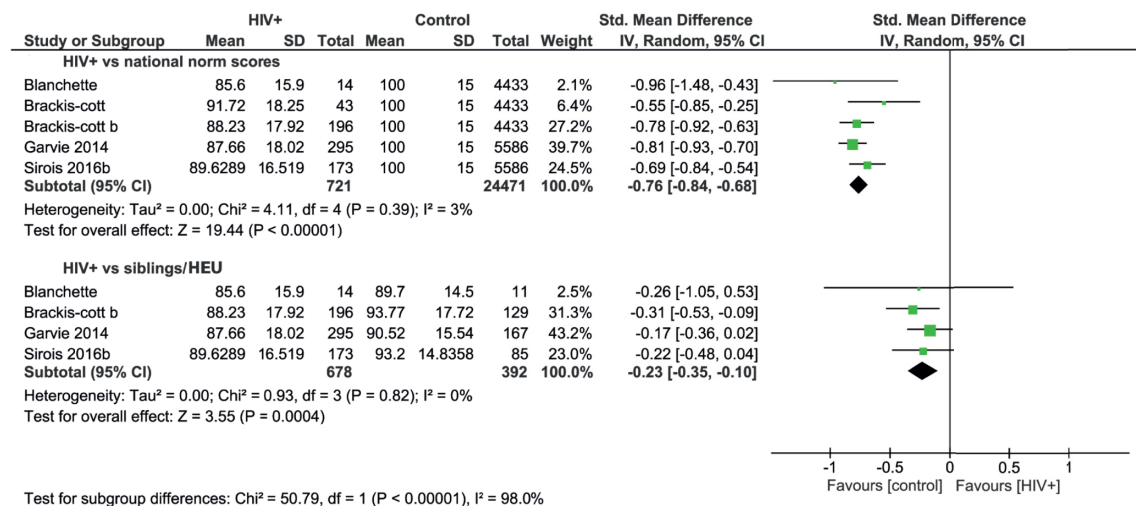 HIV+ Control Std. Mean Difference Std. Mean Difference
Study or Subgroup Mean SD Total Mean SD Total Weight IV, Random, 95% CI IV, Random, 95% CI
HIV+ vs national norm scores
Blanchette 85.6 15.9 14 100 15 4433 2.1% -0.96 [-1.48, -0.43]
Brackis-cott 91.72 18.25 43 100 15 4433 6.4% -0.55 [-0.85, -0.25]
Brackis-cott b 88.23 17.92 196 100 15 4433 27.2% -0.78 [-0.92, -0.63]
Garvie 2014 87.66 18.02 295 100 15 5586 39.7% -0.81 [-0.93, -0.70]
Sirois 2016b 89.6289 16.519 173 100 15 5586 24.5% -0.69 [-0.84, -0.54]
Subtotal (95% CI) 721 24471 100.0% -0.76 [-0.84, -0.68]
Heterogeneity: Tau² = 0.00; Chi² = 4.11, df = 4 (P = 0.39); I² = 3%
Test for overall effect: Z = 19.44 (P < 0.00001)
HIV+ vs siblings/HEU
Blanchette 85.6 15.9 14 89.7 14.5 11 2.5% -0.26 [-1.05, 0.53]
Brackis-cott b 88.23 17.92 196 93.77 17.72 129 31.3% -0.31 [-0.53, -0.09]
Garvie 2014 87.66 18.02 295 90.52 15.54 167 43.2% -0.17 [-0.36, 0.02]
Sirois 2016b 89.6289 16.519 173 93.2 14.8358 85 23.0% -0.22 [-0.48, 0.04]
Subtotal (95% CI) 678 392 100.0% -0.23 [-0.35, -0.10]
Heterogeneity: Tau² = 0.00; Chi² = 0.93, df = 3 (P = 0.82); I² = 0%
Test for overall effect: Z = 3.55 (P = 0.0004)
-1 -0.5 0 0.5 1
Favours [control] Favours [HIV+]
Test for subgroup differences: Chi² = 50.79, df = 1 (P < 0.00001), I² = 98.0%